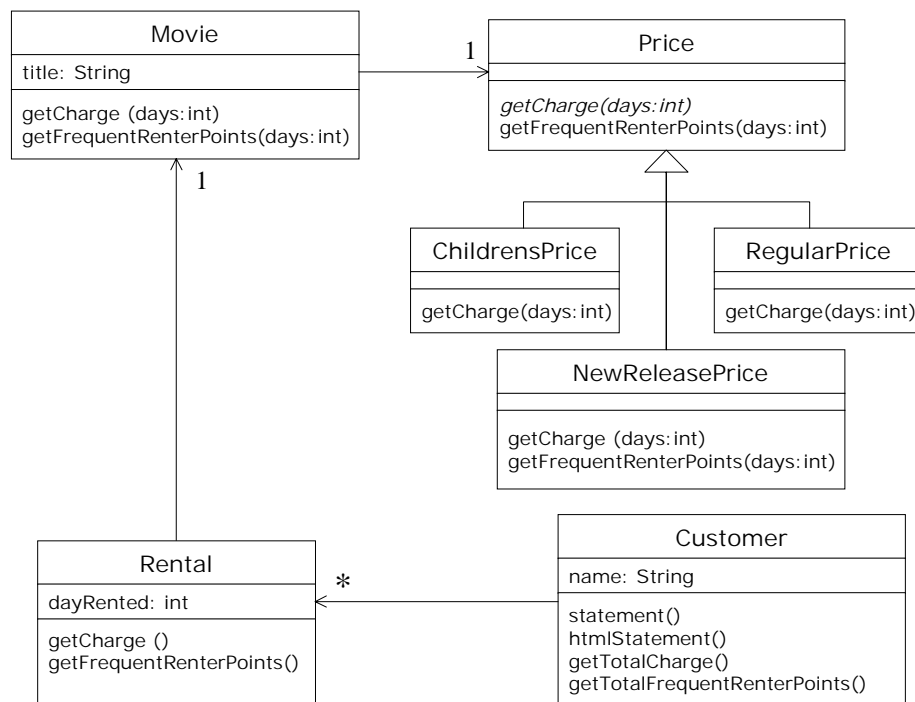 Movie
title: String
getCharge (days:int)
getFrequentRenterPoints(days:int)
1
Price
getCharge(days:int)
getFrequentRenterPoints(days:int)
1
ChildrensPrice
getCharge(days:int)
RegularPrice
getCharge(days:int)
NewReleasePrice
getCharge (days:int)
getFrequentRenterPoints(days:int)
Rental
dayRented: int
getCharge ()
getFrequentRenterPoints()
*
Customer
name: String
statement()
htmlStatement()
getTotalCharge()
getTotalFrequentRenterPoints()